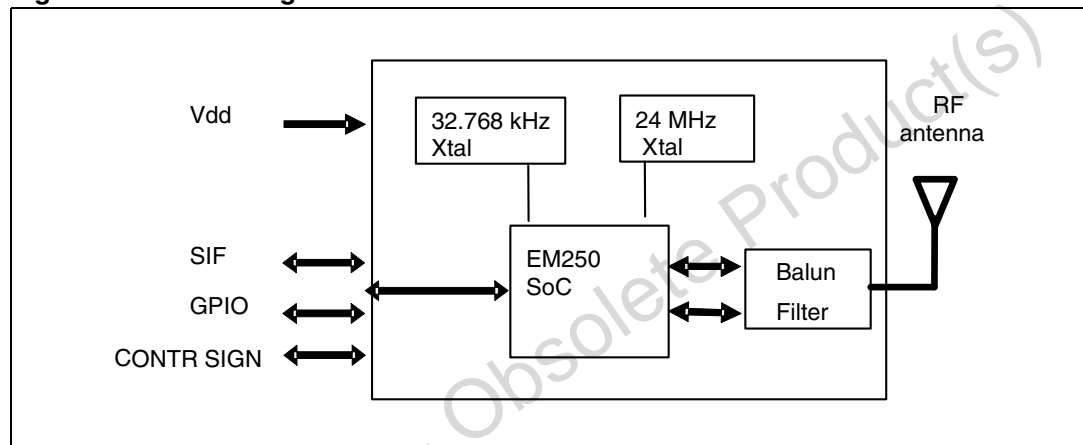 Vdd
32.768 kHz
Xtal
24 MHz
Xtal
RF
antenna
SIF
GPIO
CONTR SIGN
EM250
SoC
Balun
Filter
Obsolete Product(s)